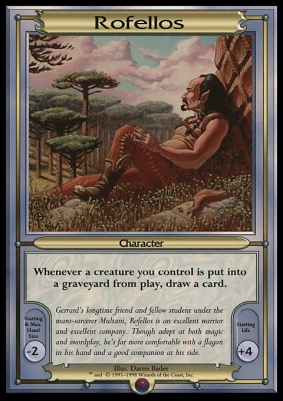 Rofellos
Character
Whenever a creature you control is put into
a graveyard from play, draw a card.
Gerrard's longtime friend and fellow student under the
maro-sorcerer Multani, Rofellos is an excellent warrior
and excellent company. Though adept at both magic
and swordplay, he's far more comfortable with a flagon
in his hand and a good companion at his side.
Starting
& Max.
Hand
Size
-2
Starting
Life
+4
Illus. Daren Bader
™ and © 1993–1998 Wizards of the Coast, Inc.